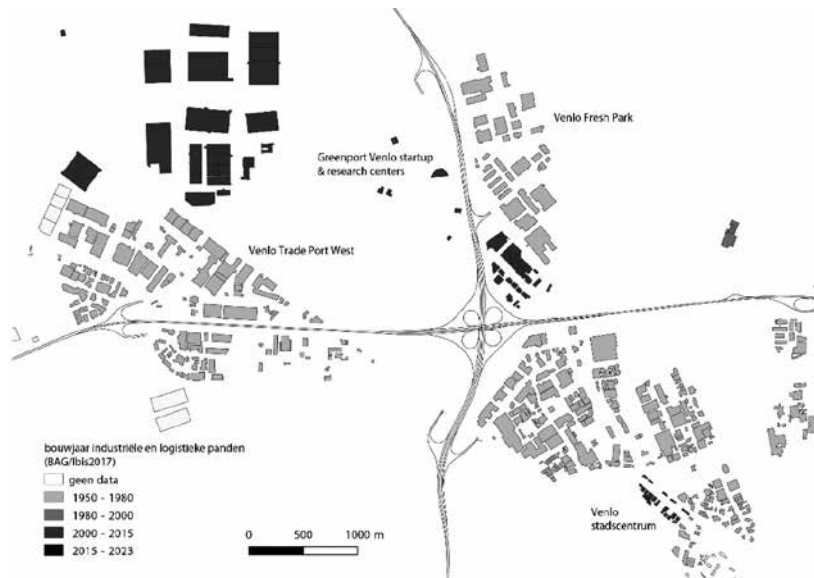 Venlo Fresh Park
Greenport Venlo startup
& research centers
Venlo Trade Port West
bouwjaar industriële en logistieke panden
(BAG/Ibis2017)
geen data
1950 - 1980
1980 - 2000
2000 - 2015
2015 - 2023
0 500 1000 m
Venlo
stadscentrum